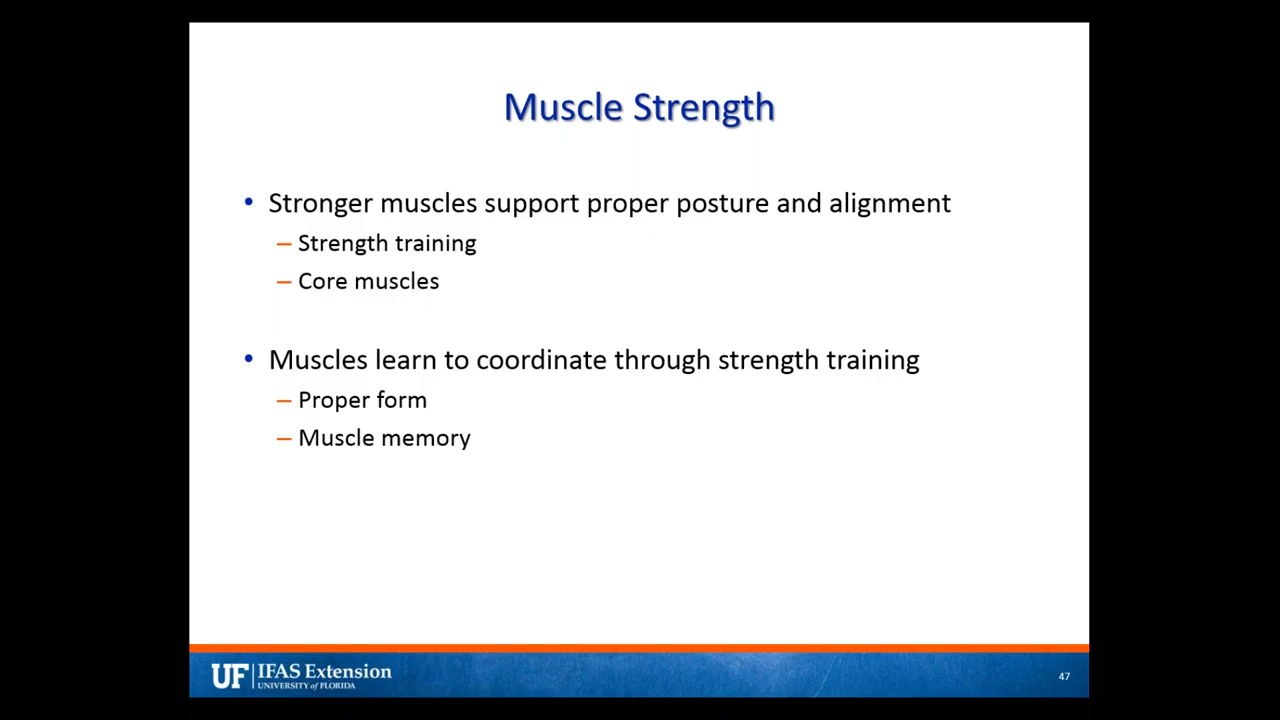 Muscle Strength
• Stronger muscles support proper posture and alignment
– Strength training
– Core muscles
• Muscles learn to coordinate through strength training
– Proper form
– Muscle memory
UF IFAS Extension
UNIVERSITY of FLORIDA
47